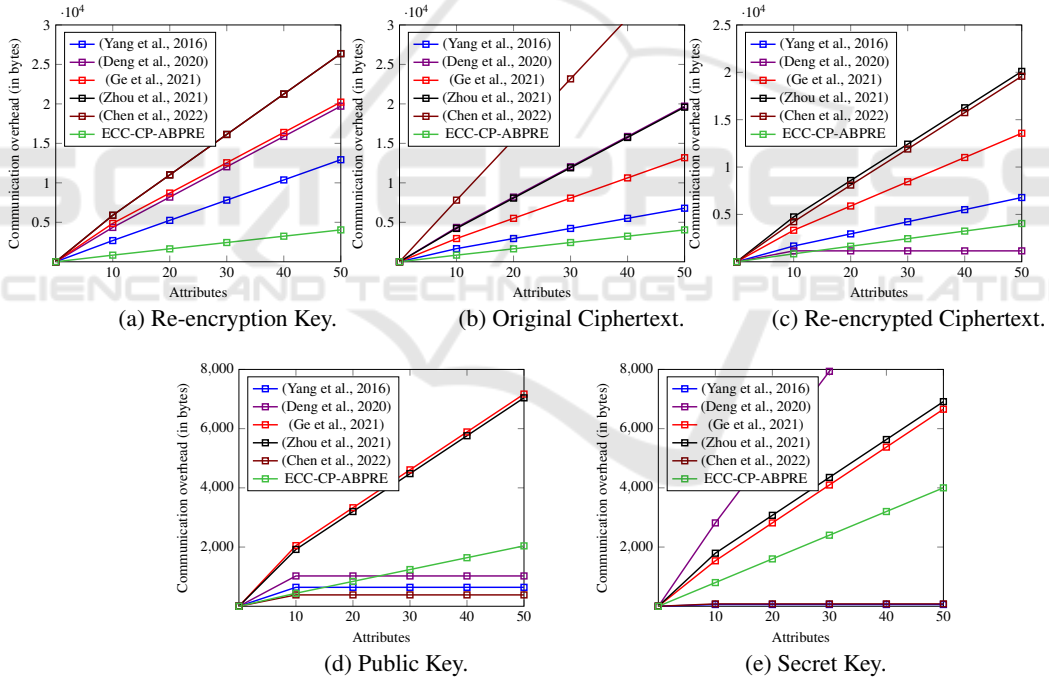 ·10⁴
3
2.5
2
1.5
1
0.5
10 20 30 40 50
Communication overhead (in bytes)
Attributes
(Yang et al., 2016)
(Deng et al., 2020)
(Ge et al., 2021)
(Zhou et al., 2021)
(Chen et al., 2022)
ECC-CP-ABPRE
(a) Re-encryption Key.
·10⁴
3
2.5
2
1.5
1
0.5
10 20 30 40 50
Communication overhead (in bytes)
Attributes
(Yang et al., 2016)
(Deng et al., 2020)
(Ge et al., 2021)
(Zhou et al., 2021)
(Chen et al., 2022)
ECC-CP-ABPRE
(b) Original Ciphertext.
·10⁴
2.5
2
1.5
1
0.5
10 20 30 40 50
Communication overhead (in bytes)
Attributes
(Yang et al., 2016)
(Deng et al., 2020)
(Ge et al., 2021)
(Zhou et al., 2021)
(Chen et al., 2022)
ECC-CP-ABPRE
(c) Re-encrypted Ciphertext.
SCITEPRESS
SCIENCE AND TECHNOLOGY PUBLICATIO
8,000
6,000
4,000
2,000
10 20 30 40 50
Communication overhead (in bytes)
Attributes
(Yang et al., 2016)
(Deng et al., 2020)
(Ge et al., 2021)
(Zhou et al., 2021)
(Chen et al., 2022)
ECC-CP-ABPRE
(d) Public Key.
8,000
6,000
4,000
2,000
10 20 30 40 50
Communication overhead (in bytes)
Attributes
(Yang et al., 2016)
(Deng et al., 2020)
(Ge et al., 2021)
(Zhou et al., 2021)
(Chen et al., 2022)
ECC-CP-ABPRE
(e) Secret Key.